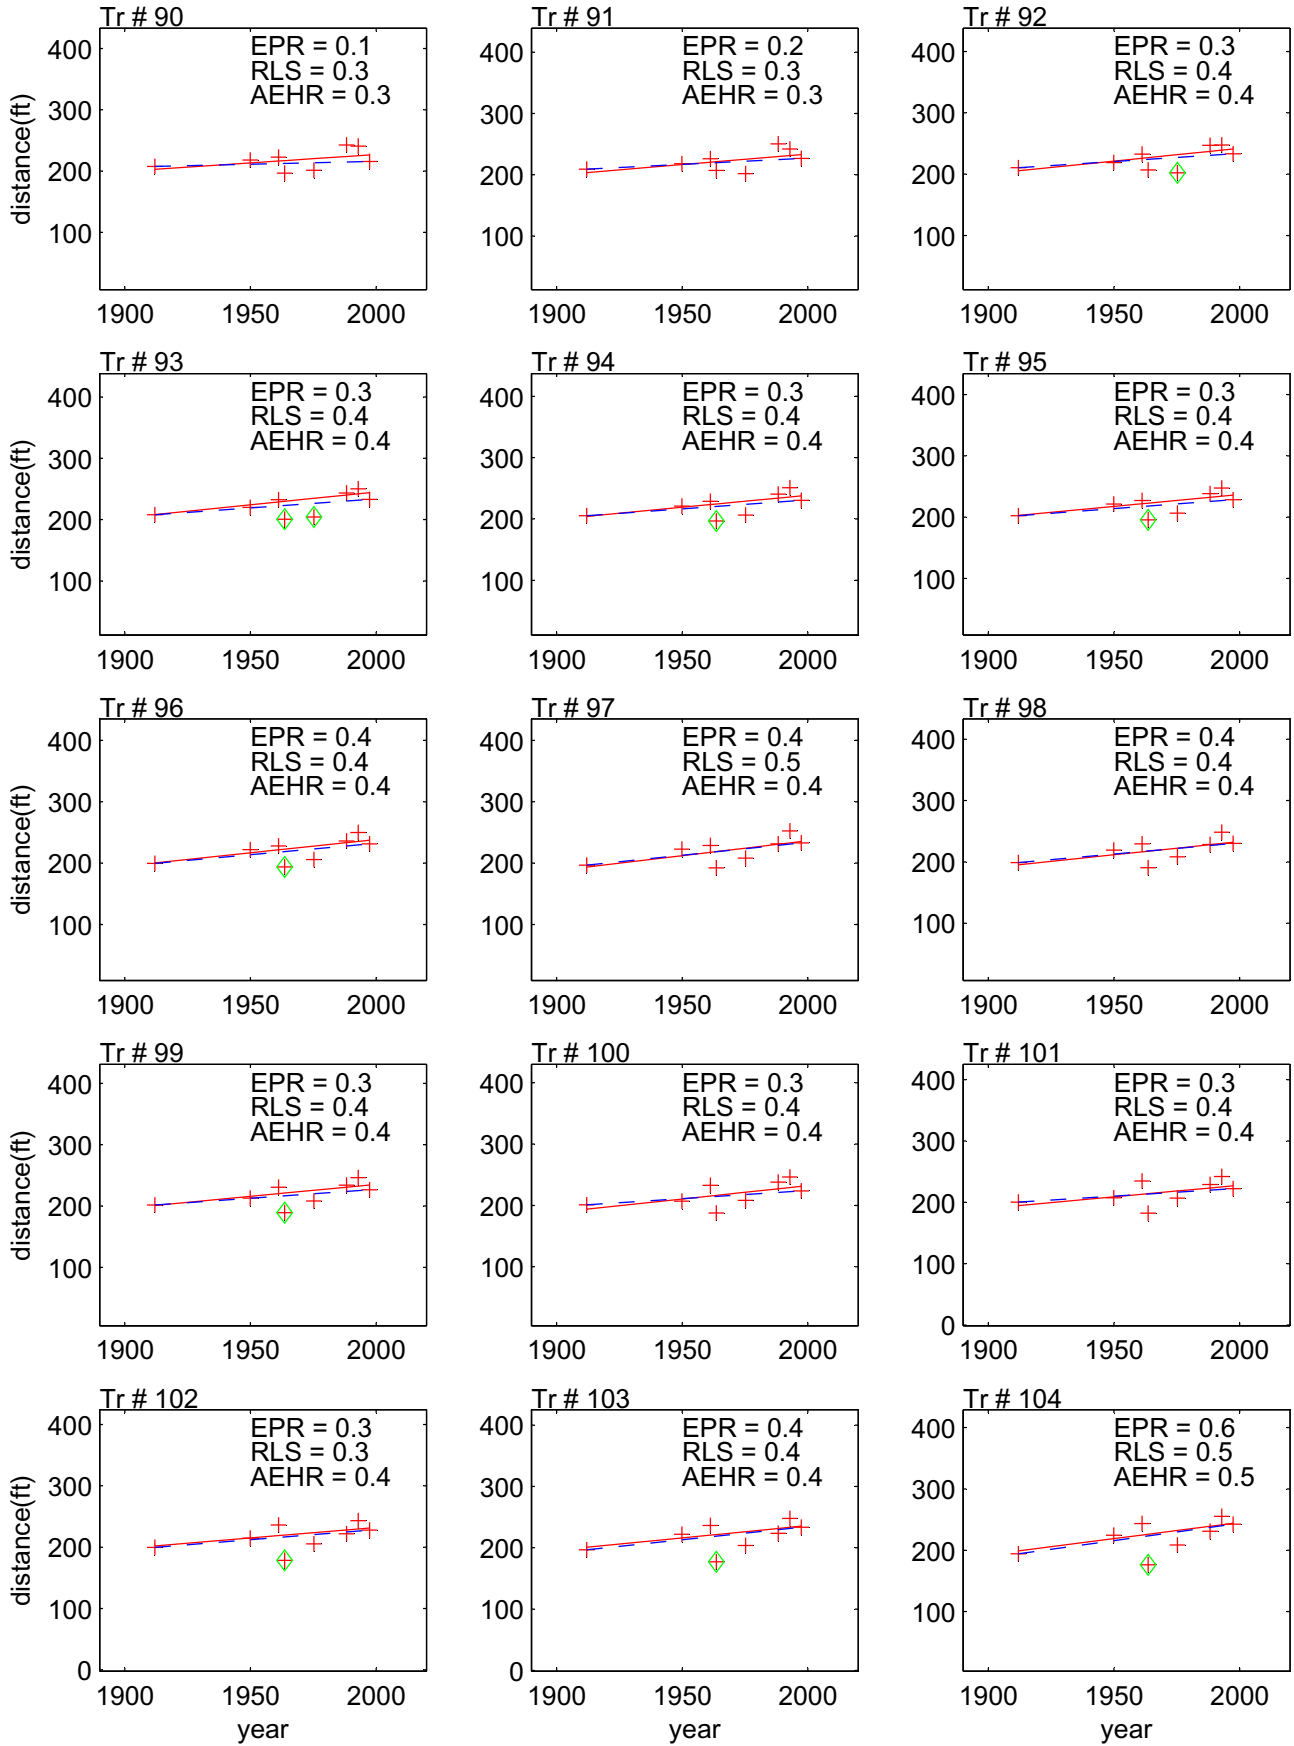 Tr # 90
EPR = 0.1
RLS = 0.3
AEHR = 0.3
distance(ft)
400
300
200
100
1900 1950 2000
Tr # 91
EPR = 0.2
RLS = 0.3
AEHR = 0.3
400
300
200
100
1900 1950 2000
Tr # 92
EPR = 0.3
RLS = 0.4
AEHR = 0.4
400
300
200
100
1900 1950 2000
Tr # 93
EPR = 0.3
RLS = 0.4
AEHR = 0.4
distance(ft)
400
300
200
100
1900 1950 2000
Tr # 94
EPR = 0.3
RLS = 0.4
AEHR = 0.4
400
300
200
100
1900 1950 2000
Tr # 95
EPR = 0.3
RLS = 0.4
AEHR = 0.4
400
300
200
100
1900 1950 2000
Tr # 96
EPR = 0.4
RLS = 0.4
AEHR = 0.4
distance(ft)
400
300
200
100
1900 1950 2000
Tr # 97
EPR = 0.4
RLS = 0.5
AEHR = 0.4
400
300
200
100
1900 1950 2000
Tr # 98
EPR = 0.4
RLS = 0.4
AEHR = 0.4
400
300
200
100
1900 1950 2000
Tr # 99
EPR = 0.3
RLS = 0.4
AEHR = 0.4
distance(ft)
400
300
200
100
1900 1950 2000
Tr # 100
EPR = 0.3
RLS = 0.4
AEHR = 0.4
400
300
200
100
1900 1950 2000
Tr # 101
EPR = 0.3
RLS = 0.4
AEHR = 0.4
400
300
200
100
0
1900 1950 2000
Tr # 102
EPR = 0.3
RLS = 0.3
AEHR = 0.4
distance(ft)
400
300
200
100
0
1900 1950 2000
year
Tr # 103
EPR = 0.4
RLS = 0.4
AEHR = 0.4
400
300
200
100
0
1900 1950 2000
year
Tr # 104
EPR = 0.6
RLS = 0.5
AEHR = 0.5
400
300
200
100
1900 1950 2000
year